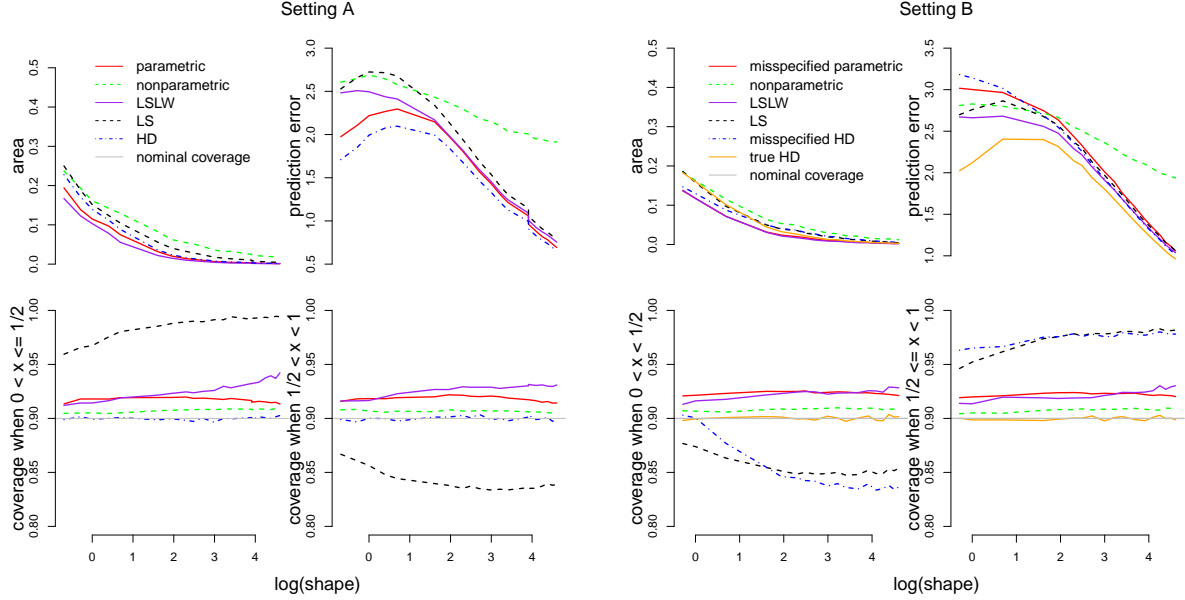 Setting A
Setting B
area
0.0 0.1 0.2 0.3 0.4 0.5
parametric
nonparametric
LSLW
LS
HD
nominal coverage
prediction error
0.5 1.0 1.5 2.0 2.5 3.0
area
0.0 0.1 0.2 0.3 0.4 0.5
misspecified parametric
nonparametric
LSLW
LS
misspecified HD
true HD
nominal coverage
prediction error
1.0 1.5 2.0 2.5 3.0
coverage when 0 < x <= 1/2
0.80 0.85 0.90 0.95 1.00
0 1 2 3 4
coverage when 1/2 < x < 1
0.80 0.85 0.90 0.95 1.00
0 1 2 3 4
log(shape)
coverage when 0 < x < 1/2
0.80 0.85 0.90 0.95 1.00
0 1 2 3 4
coverage when 1/2 <= x < 1
0.80 0.85 0.90 0.95 1.00
0 1 2 3 4
log(shape)